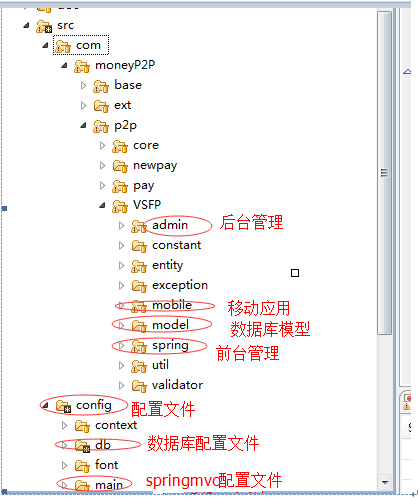 src
com
moneyP2P
base
ext
p2p
core
newpay
pay
VSFP
admin 后台管理
constant
entity
exception
mobile 移动应用
model 数据库模型
spring 前台管理
util
validator
config 配置文件
context
db 数据库配置文件
font
main springmvc配置文件